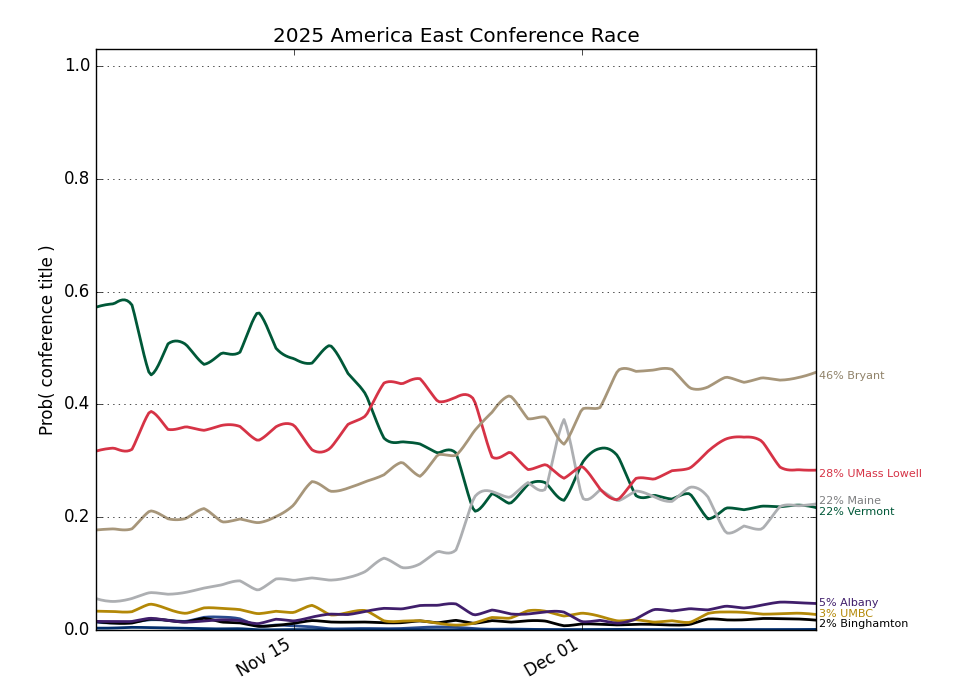 2025 America East Conference Race
1.0
0.8
0.6
0.4
0.2
0.0
Prob( conference title )
Nov 15
Dec 01
46% Bryant
28% UMass Lowell
22% Maine
22% Vermont
5% Albany
3% UMBC
2% Binghamton